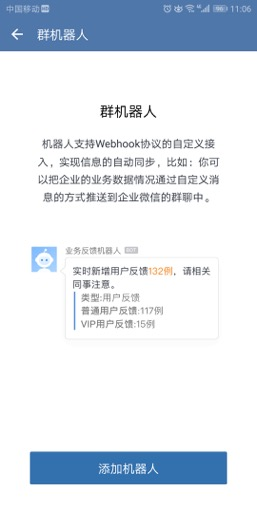 中国移动 HD 11:06
群机器人
群机器人
机器人支持Webhook协议的自定义接
入，实现信息的自动同步，比如：你可
以把企业的业务数据情况通过自定义消
息的方式推送到企业微信的群聊中。
业务反馈机器人 BOT
实时新增用户反馈132例，请相关
同事注意。
类型:用户反馈
普通用户反馈:117例
VIP用户反馈:15例
添加机器人